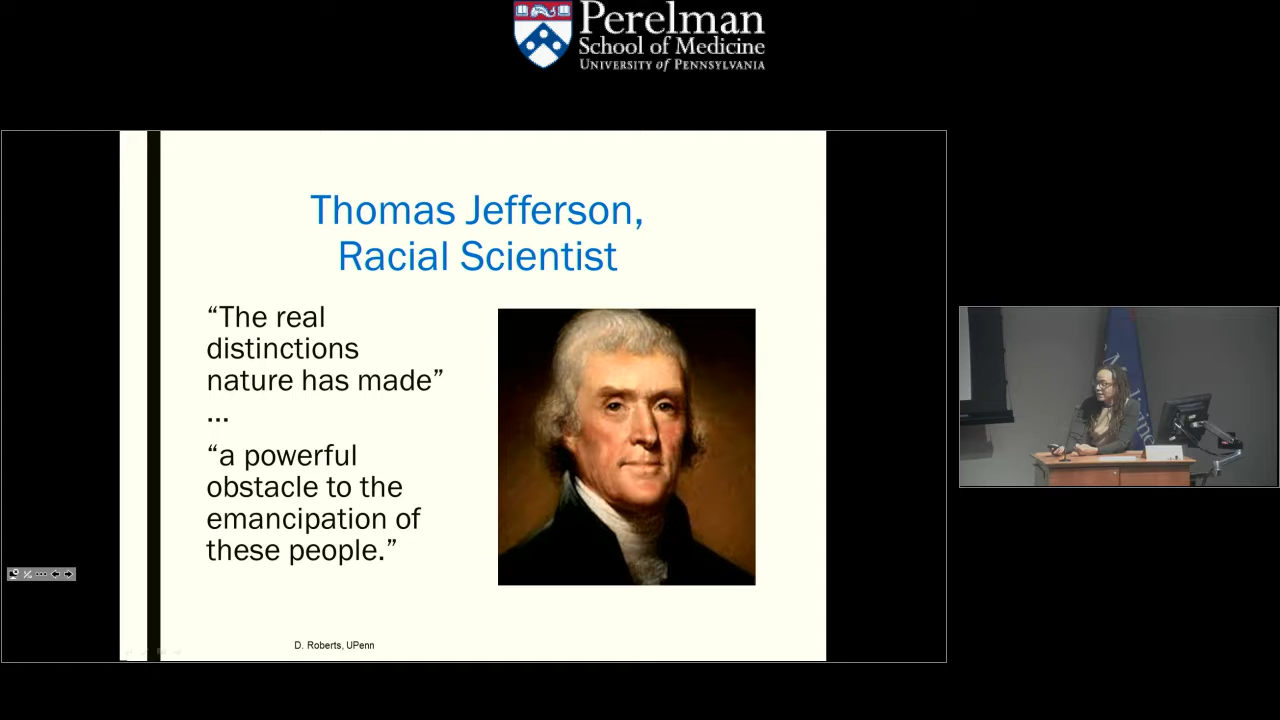 Perelman
School of Medicine
UNIVERSITY of PENNSYLVANIA
Thomas Jefferson,
Racial Scientist
“The real
distinctions
nature has made”
...
“a powerful
obstacle to the
emancipation of
these people.”
D. Roberts, UPenn